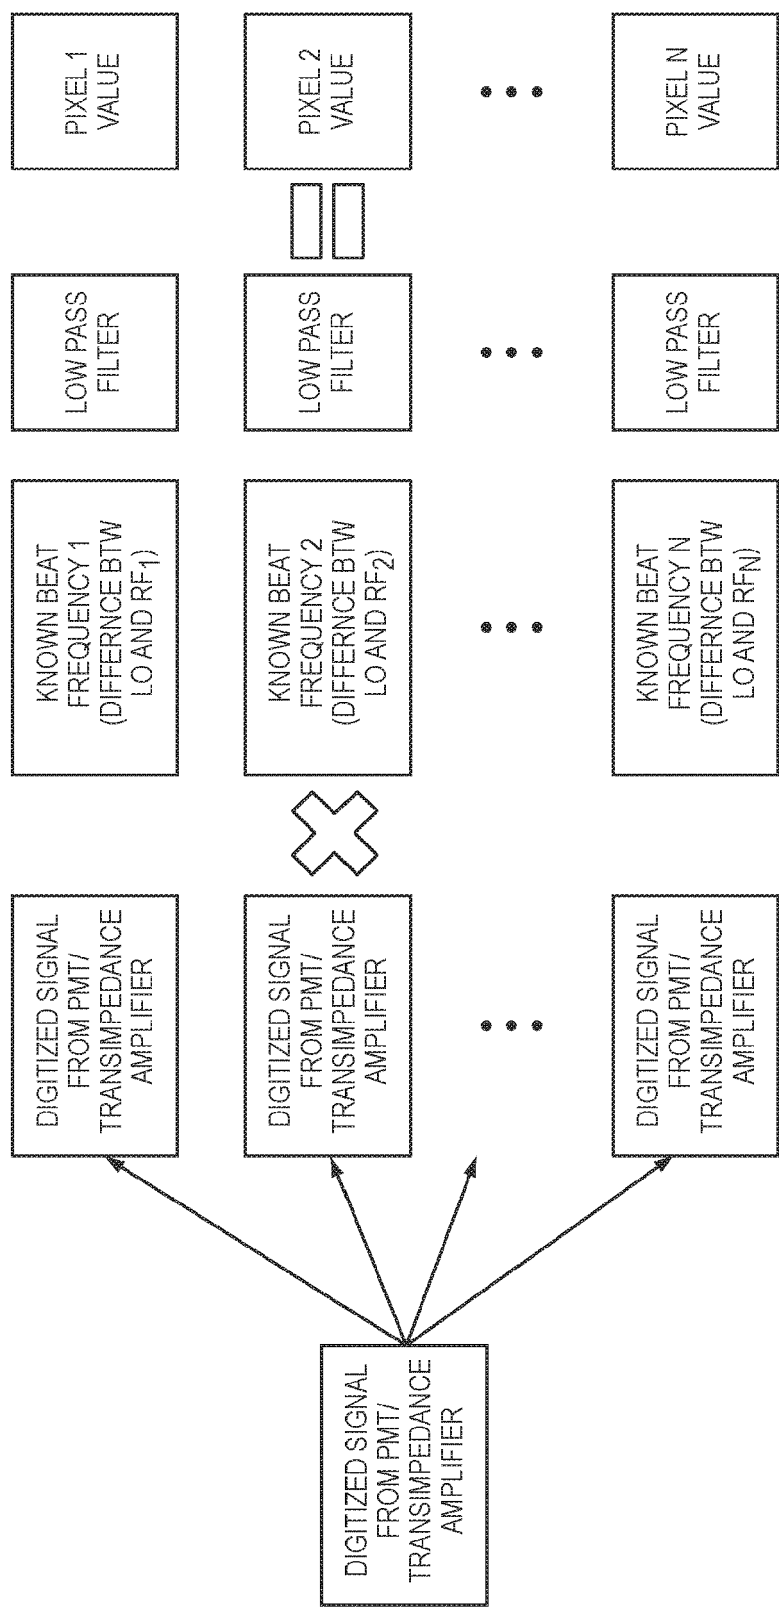 DIGITIZED SIGNAL
FROM PMT/
TRANSIMPEDANCE
AMPLIFIER
DIGITIZED SIGNAL
FROM PMT/
TRANSIMPEDANCE
AMPLIFIER
KNOWN BEAT
FREQUENCY 1
(DIFFERNCE BTW
LO AND RF1)
LOW PASS
FILTER
PIXEL 1
VALUE
DIGITIZED SIGNAL
FROM PMT/
TRANSIMPEDANCE
AMPLIFIER
KNOWN BEAT
FREQUENCY 2
(DIFFERNCE BTW
LO AND RF2)
LOW PASS
FILTER
PIXEL 2
VALUE
DIGITIZED SIGNAL
FROM PMT/
TRANSIMPEDANCE
AMPLIFIER
KNOWN BEAT
FREQUENCY N
(DIFFERNCE BTW
LO AND RFN)
LOW PASS
FILTER
PIXEL N
VALUE